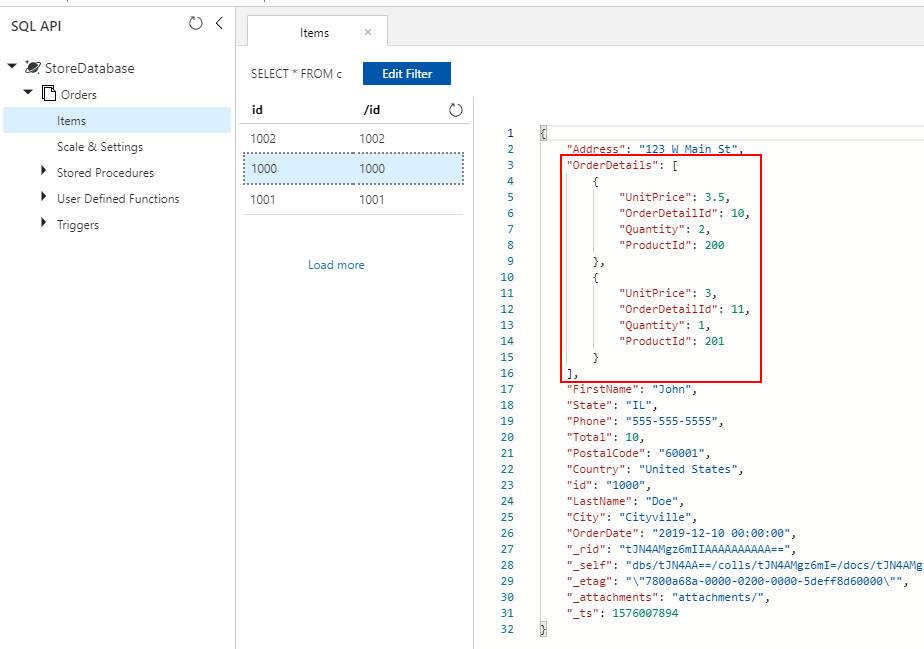 SQL API
StoreDatabase
Orders
Items
Scale & Settings
Stored Procedures
User Defined Functions
Triggers
Items ×
SELECT * FROM c Edit Filter
id /id
1002 1002
1000 1000
1001 1001
Load more
1 {
2 "Address": "123 W Main St",
3 "OrderDetails": [
4 {
5 "UnitPrice": 3.5,
6 "OrderDetailId": 10,
7 "Quantity": 2,
8 "ProductId": 200
9 },
10 {
11 "UnitPrice": 3,
12 "OrderDetailId": 11,
13 "Quantity": 1,
14 "ProductId": 201
15 }
16 ],
17 "FirstName": "John",
18 "State": "IL",
19 "Phone": "555-555-5555",
20 "Total": 10,
21 "PostalCode": "60001",
22 "Country": "United States",
23 "id": "1000",
24 "LastName": "Doe",
25 "City": "Cityville",
26 "OrderDate": "2019-12-10 00:00:00",
27 "_rid": "tJN4AMgz6mIIAAAAAAAAAA==",
28 "_self": "dbs/tJN4AA==/colls/tJN4AMgz6mI=/docs/tJN4AMgz
29 "_etag": "\"7800a68a-0000-0200-0000-5deff8d60000\"",
30 "_attachments": "attachments/",
31 "_ts": 1576007894
32 }